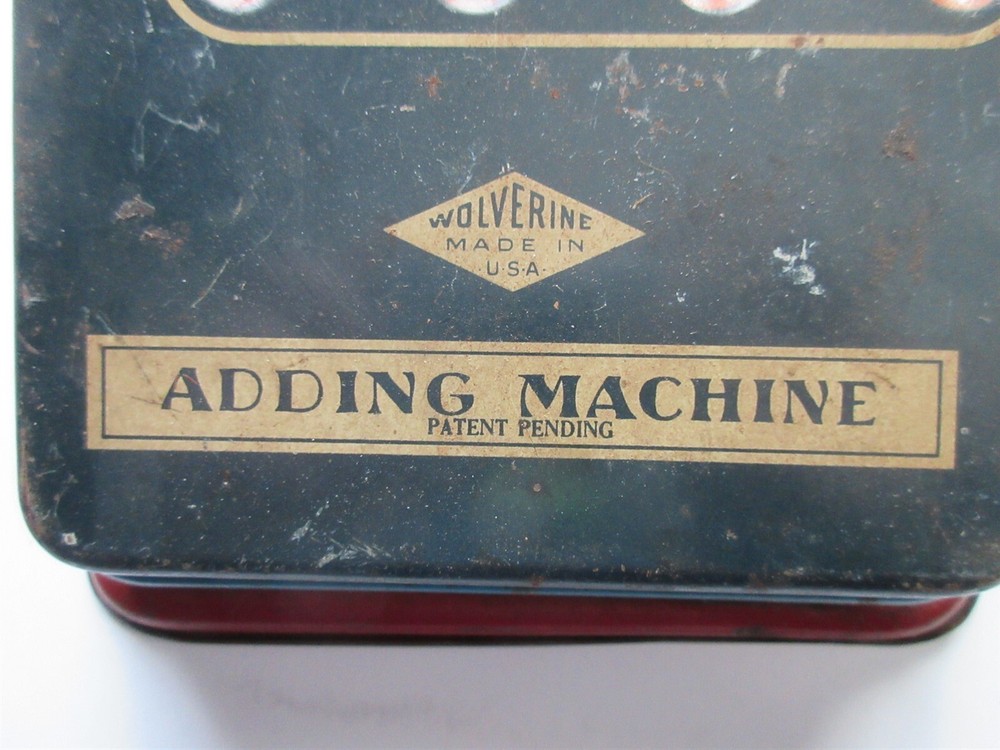 WOLVERINE
MADE IN
U·S·A·
ADDING MACHINE
PATENT PENDING